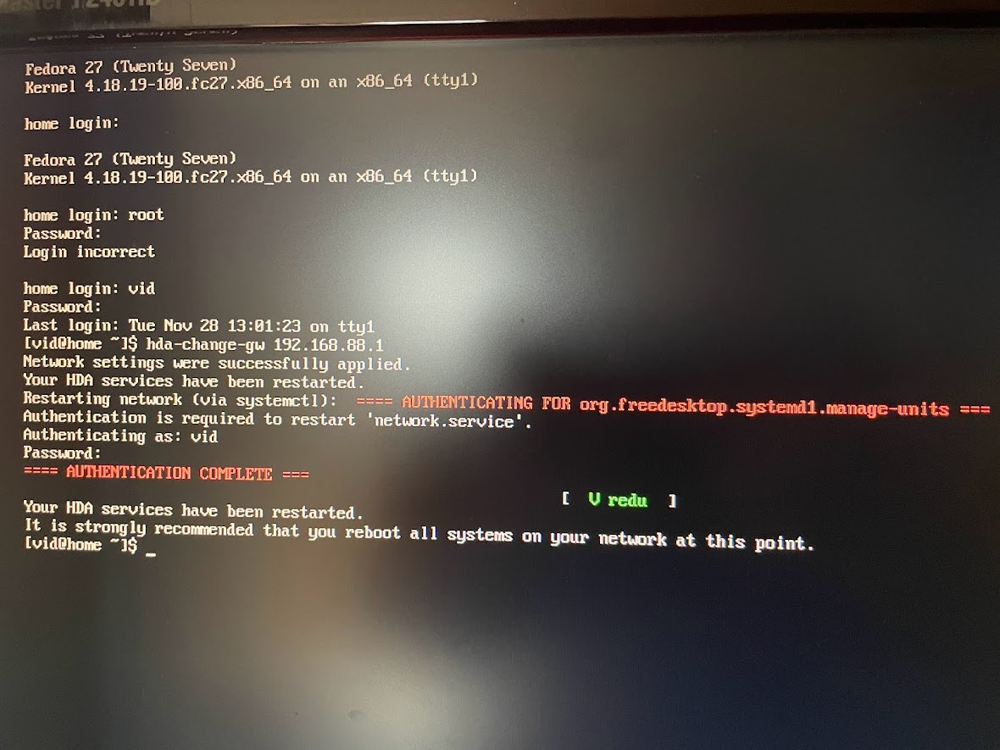 Fedora 27 (Twenty Seven)
Kernel 4.18.19-100.fc27.x86_64 on an x86_64 (tty1)
home login:
Fedora 27 (Twenty Seven)
Kernel 4.18.19-100.fc27.x86_64 on an x86_64 (tty1)
home login: root
Password:
Login incorrect
home login: vid
Password:
Last login: Tue Nov 28 13:01:23 on tty1
[vid@home ~]$ hda-change-gw 192.168.88.1
Network settings were successfully applied.
Your HDA services have been restarted.
Restarting network (via systemctl):  ==== AUTHENTICATING FOR org.freedesktop.systemd1.manage-units ===
Authentication is required to restart 'network.service'.
Authenticating as: vid
Password:
==== AUTHENTICATION COMPLETE ===
[  V redu  ]
Your HDA services have been restarted.
It is strongly recommended that you reboot all systems on your network at this point.
[vid@home ~]$ _